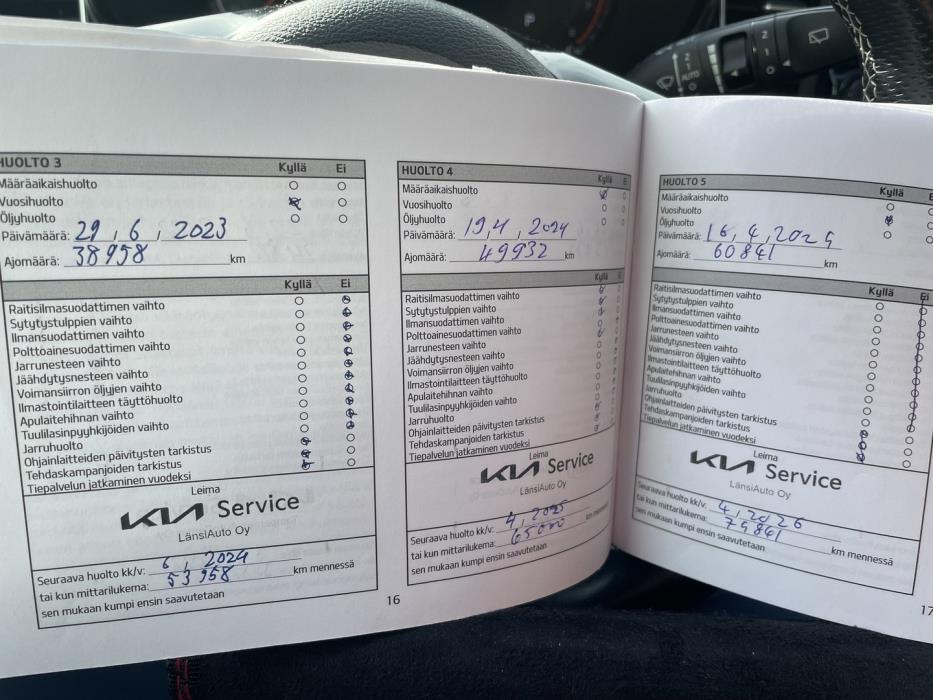 HUOLTO 3
Kyllä Ei
Määräaikaishuolto
Vuosihuolto
Öljyhuolto
Päivämäärä: 29, 6, 2023
Ajomäärä: 38958 km
Kyllä Ei
Raitisilmasuodattimen vaihto
Sytytystulppien vaihto
Ilmansuodattimen vaihto
Polttoainesuodattimen vaihto
Jarrunesteen vaihto
Jäähdytysnesteen vaihto
Voimansiirron öljyjen vaihto
Ilmastointilaitteen täyttöhuolto
Apulaitehihnan vaihto
Tuulilasinpyyhkijöiden vaihto
Jarruhuolto
Ohjainlaitteiden päivitysten tarkistus
Tehdaskampanjoiden tarkistus
Tiepalvelun jatkaminen vuodeksi
Leima
KIA Service
LänsiAuto Oy
Seuraava huolto kk/v: 6, 2024
tai kun mittarilukema: 53958 km mennessä
sen mukaan kumpi ensin saavutetaan
16
HUOLTO 4
Kyllä Ei
Määräaikaishuolto
Vuosihuolto
Öljyhuolto
Päivämäärä: 19,4, 2024
Ajomäärä: 49932 km
Kyllä Ei
Raitisilmasuodattimen vaihto
Sytytystulppien vaihto
Ilmansuodattimen vaihto
Polttoainesuodattimen vaihto
Jarrunesteen vaihto
Jäähdytysnesteen vaihto
Voimansiirron öljyjen vaihto
Ilmastointilaitteen täyttöhuolto
Apulaitehihnan vaihto
Tuulilasinpyyhkijöiden vaihto
Jarruhuolto
Ohjainlaitteiden päivitysten tarkistus
Tehdaskampanjoiden tarkistus
Tiepalvelun jatkaminen vuodeksi
Leima
KIA Service
LänsiAuto Oy
Seuraava huolto kk/v: 4, 2025
tai kun mittarilukema: 65000 km mennessä
sen mukaan kumpi ensin saavutetaan
HUOLTO 5
Kyllä E
Määräaikaishuolto
Vuosihuolto
Öljyhuolto
Päivämäärä: 16, 4, 202
Ajomäärä: 60841 km
Kyllä Ei
Raitisilmasuodattimen vaihto
Sytytystulppien vaihto
Ilmansuodattimen vaihto
Polttoainesuodattimen vaihto
Jarrunesteen vaihto
Jäähdytysnesteen vaihto
Voimansiirron öljyjen vaihto
Ilmastointilaitteen täyttöhuolto
Apulaitehihnan vaihto
Tuulilasinpyyhkijöiden vaihto
Jarruhuolto
Ohjainlaitteiden päivitysten tarkistus
Tehdaskampanjoiden tarkistus
Tiepalvelun jatkaminen vuodeksi
Leima
KIA Service
LänsiAuto Oy
Seuraava huolto kk/v: 4, 2026
tai kun mittarilukema: 75841 km mennessä
sen mukaan kumpi ensin saavutetaan
17
P
2
1
AUTO
2
1